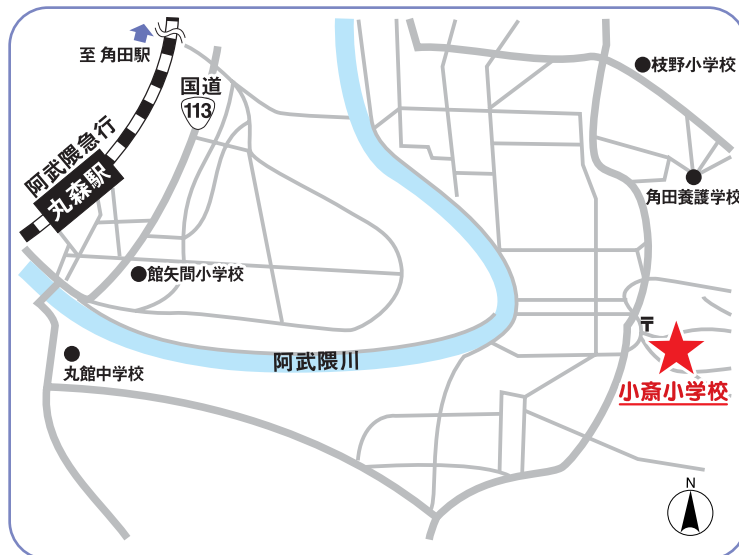 至 角田駅
国道
113
阿武隈急行
丸森駅
枝野小学校
角田養護学校
館矢間小学校
〒
小斎小学校
阿武隈川
丸舘中学校
N